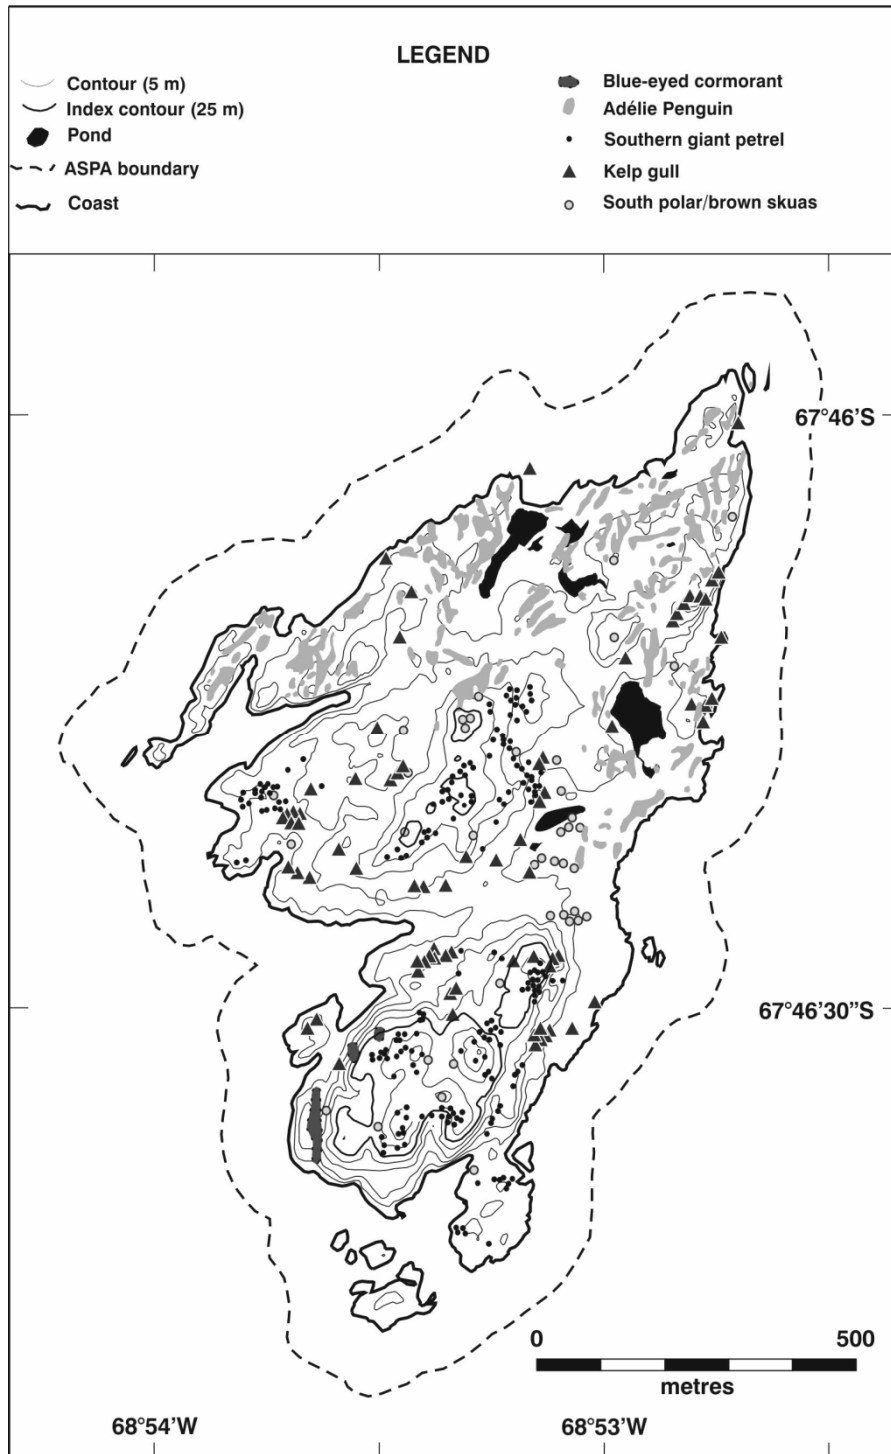 LEGEND
Contour (5 m)
Index contour (25 m)
Pond
ASPA boundary
Coast
Blue-eyed cormorant
Adélie Penguin
Southern giant petrel
Kelp gull
South polar/brown skuas
67°46'S
67°46'30"S
0 500
metres
68°54'W 68°53'W